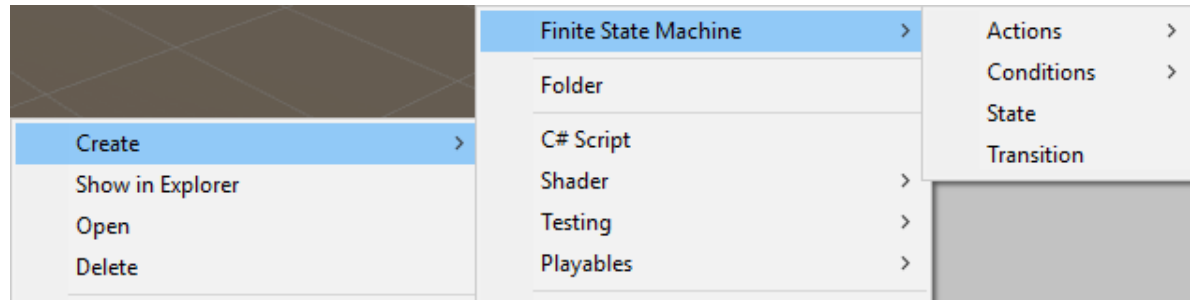 Create
Show in Explorer
Open
Delete
Finite State Machine
Folder
C# Script
Shader
Testing
Playables
Actions
Conditions
State
Transition